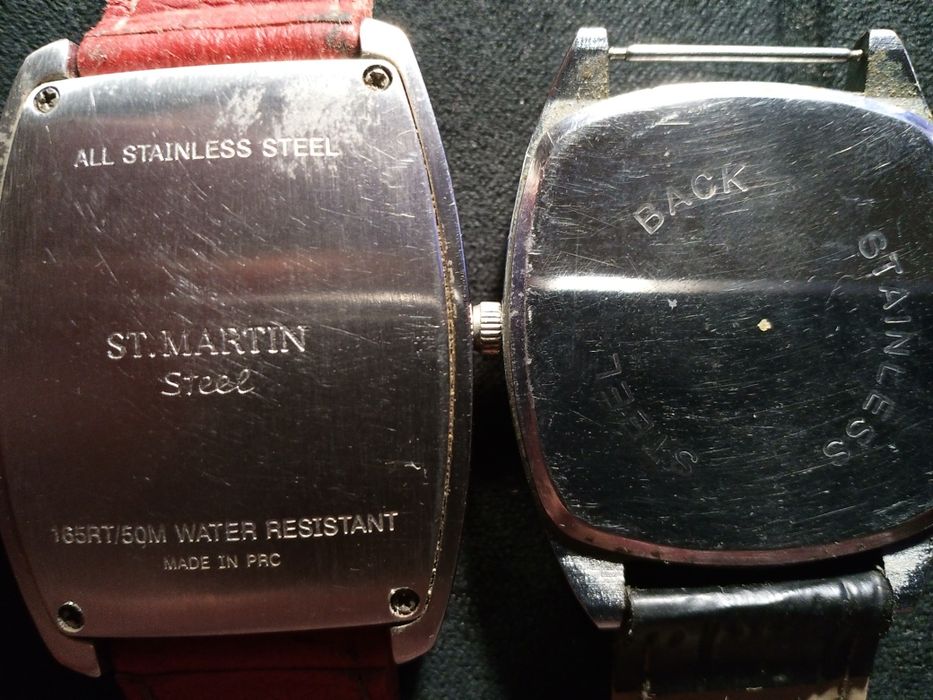 ALL STAINLESS STEEL
ST.MARTIN
Steel
165RT/50M WATER RESISTANT
MADE IN PRC
BACK
STAINLESS
STEEL